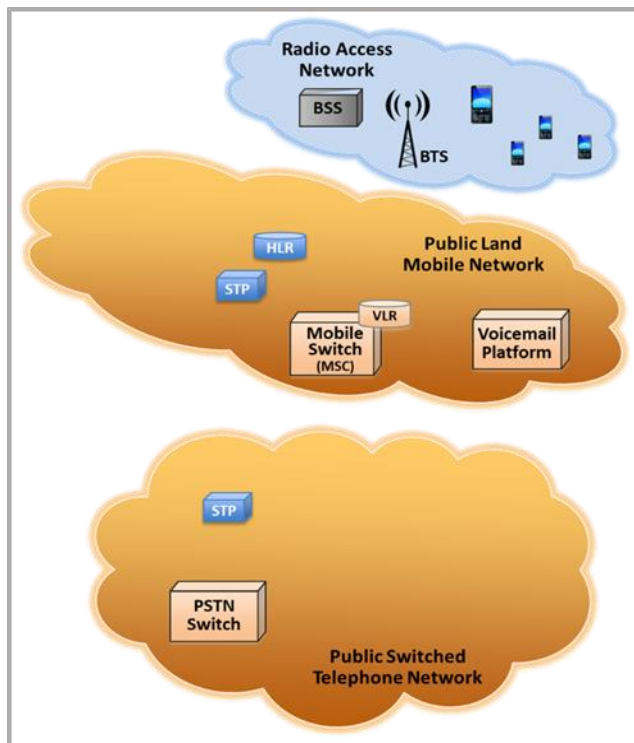 Radio Access
Network
BSS
BTS
HLR
Public Land
Mobile Network
STP
VLR
Mobile
Switch
(MSC)
Voicemail
Platform
STP
PSTN
Switch
Public Switched
Telephone Network